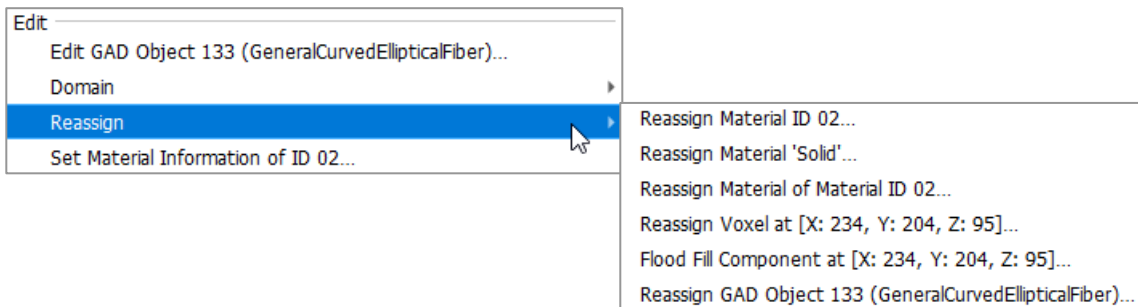 Edit
Edit GAD Object 133 (GeneralCurvedEllipticalFiber)...
Domain
Reassign
Set Material Information of ID 02...
Reassign Material ID 02...
Reassign Material 'Solid'...
Reassign Material of Material ID 02...
Reassign Voxel at [X: 234, Y: 204, Z: 95]...
Flood Fill Component at [X: 234, Y: 204, Z: 95]...
Reassign GAD Object 133 (GeneralCurvedEllipticalFiber)...